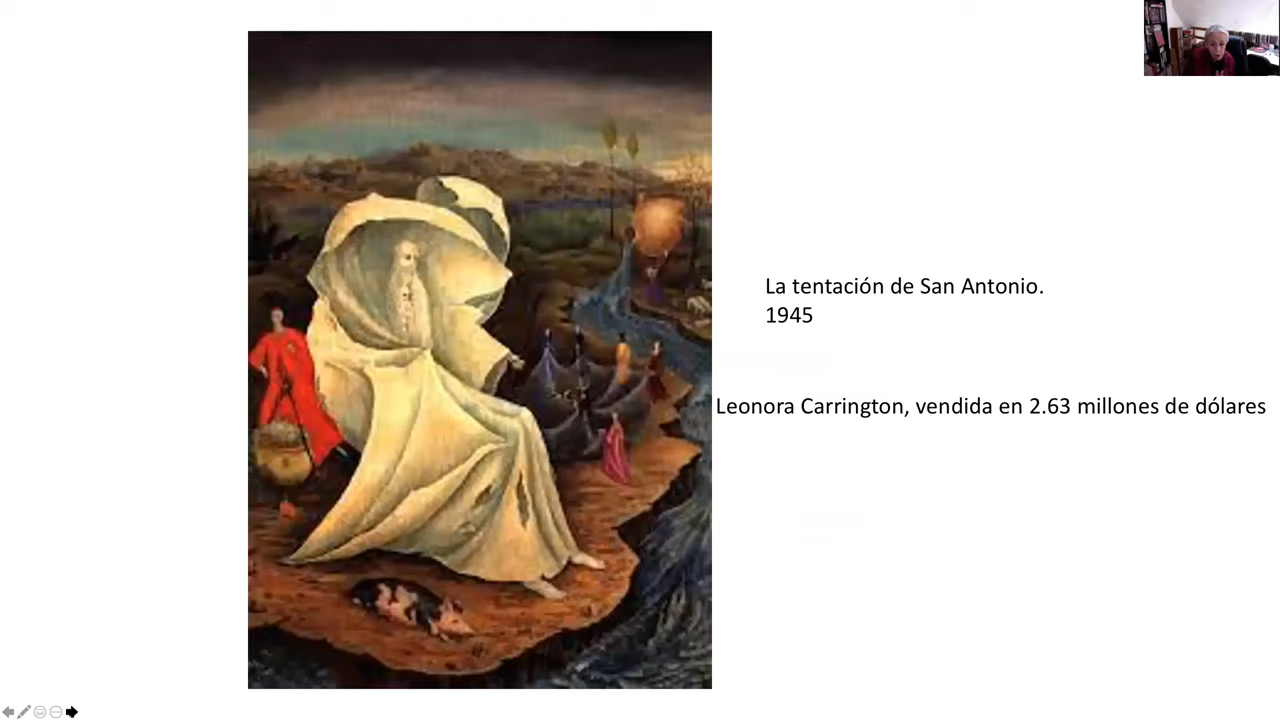 La tentación de San Antonio.
1945
Leonora Carrington, vendida en 2.63 millones de dólares